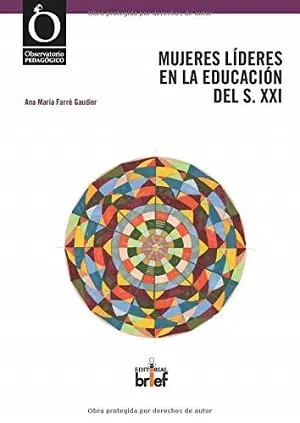 Obra protegida por derechos de autor
Observatorio
PEDAGÓGICO
MUJERES LÍDERES
EN LA EDUCACIÓN
DEL S. XXI
Ana María Farré Gaudier
EDITORIAL
brief
Obra protegida por derechos de autor